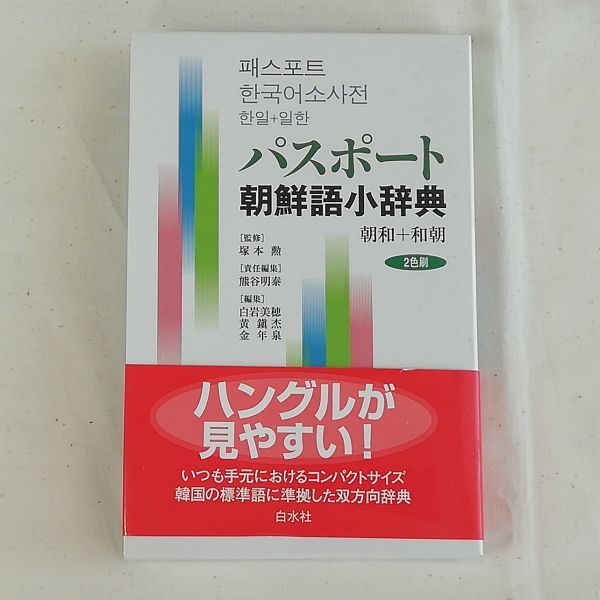 패스포트
한국어소사전
한일+일한
パスポート
朝鮮語小辞典
朝和+和朝
2色刷
[監修]
塚本勲
[責任編集]
熊谷明泰
[編集]
白岩美穂
黄鎭杰
金年泉
ハングルが
見やすい!
いつも手元におけるコンパクトサイズ
韓国の標準語に準拠した双方向辞典
白水社